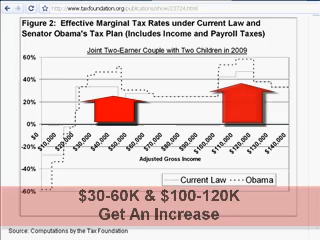 http://www.taxfoundation.org/publications/show/23724.html
Figure 2: Effective Marginal Tax Rates under Current Law and
Senator Obama's Tax Plan (Includes Income and Payroll Taxes)
Joint Two-Earner Couple with Two Children in 2009
60%
40%
20%
0%
-20%
-40%
-60%
$0
$10,000
$20,000
$30,000
$40,000
$50,000
$60,000
$70,000
$80,000
$90,000
$100,000
$110,000
$120,000
$130,000
$140,000
Adjusted Gross Income
Current Law
Obama
$30-60K & $100-120K
Get An Increase
Source: Computations by the Tax Foundation